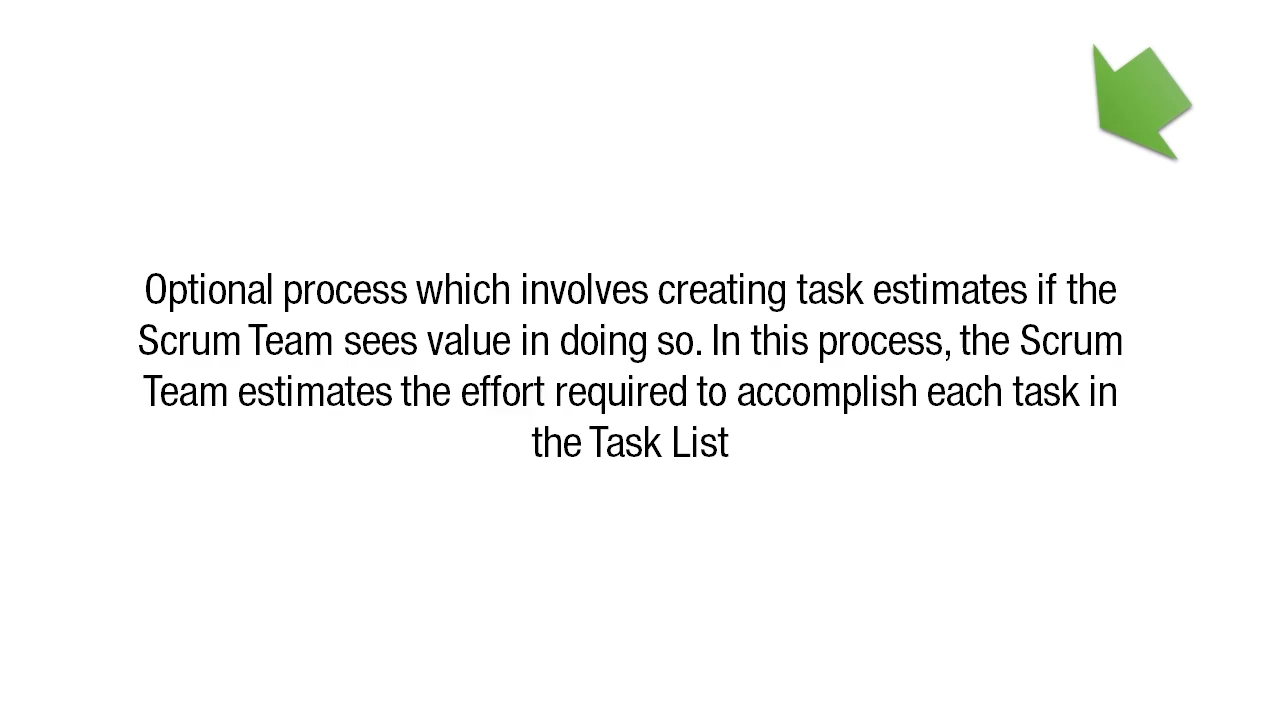 Optional process which involves creating task estimates if the
Scrum Team sees value in doing so. In this process, the Scrum
Team estimates the effort required to accomplish each task in
the Task List